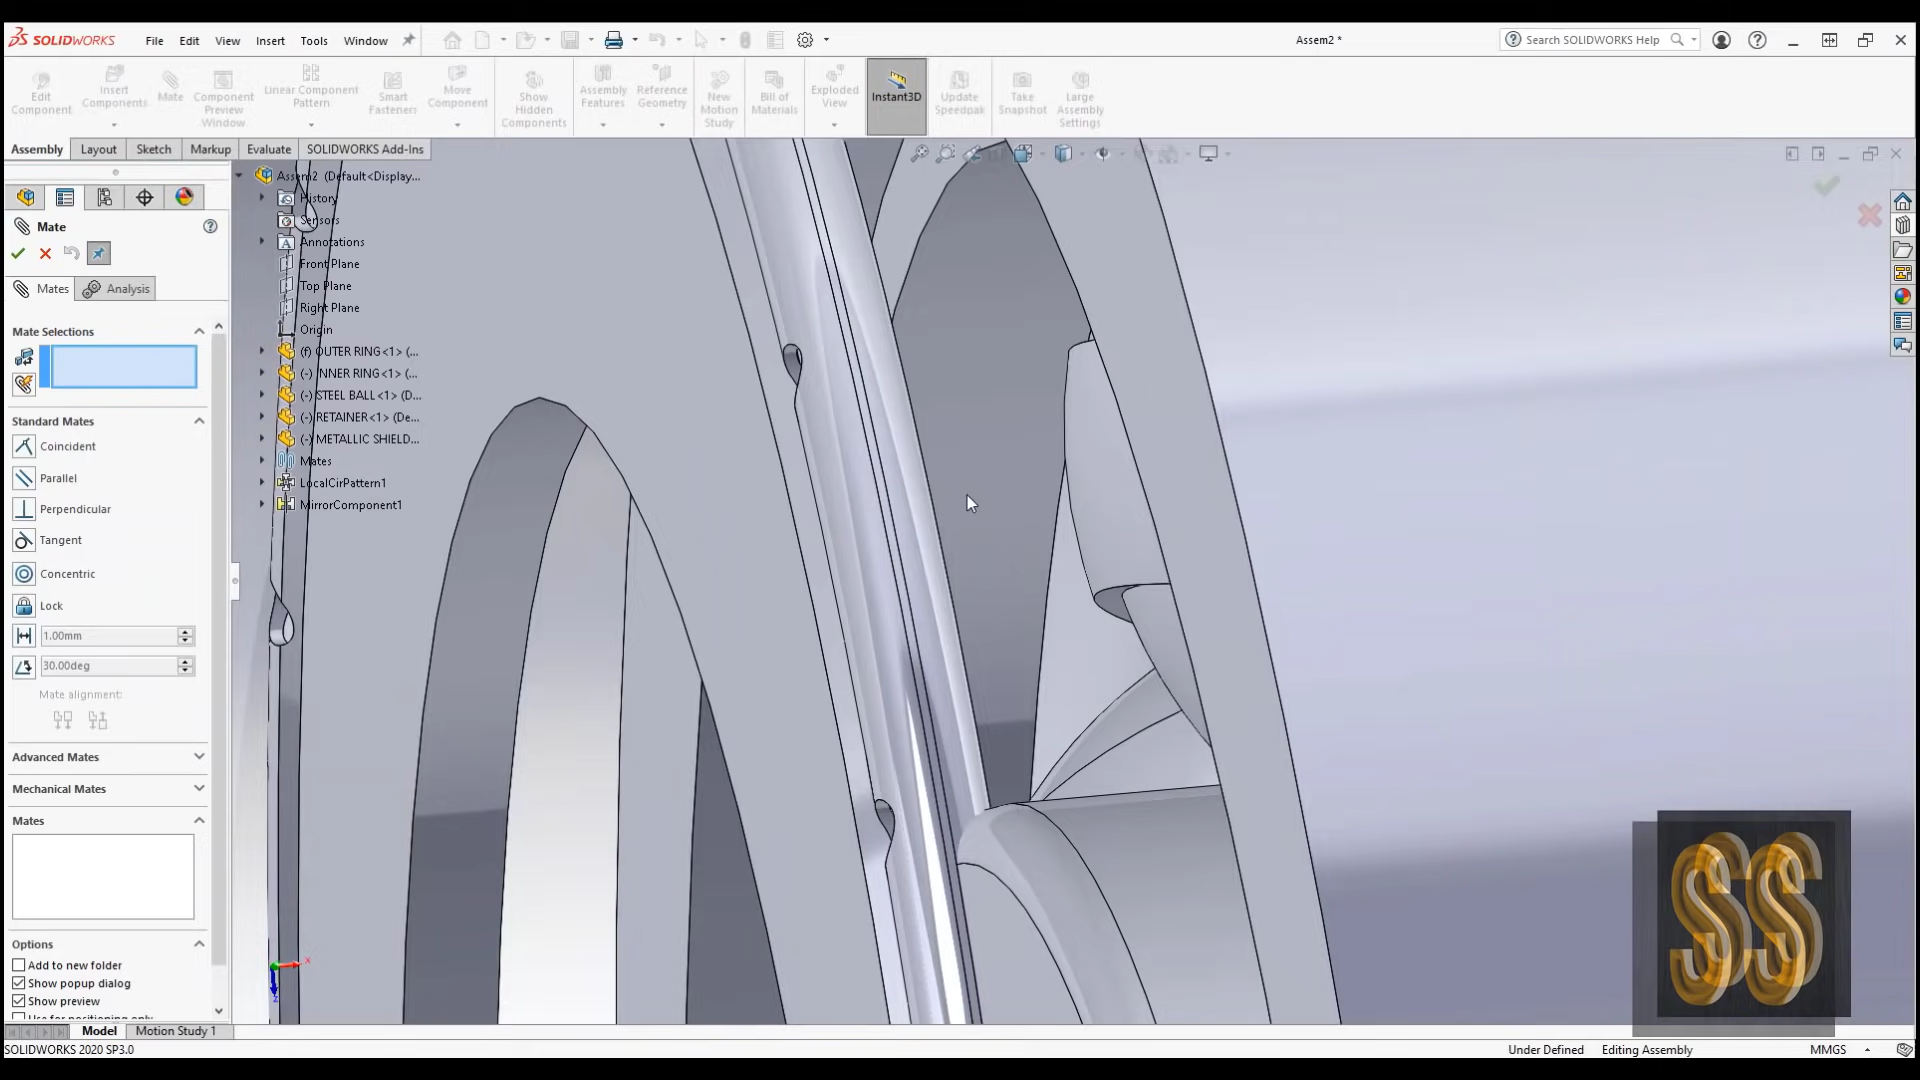 SOLIDWORKS File Edit View Insert Tools Window Assem2 * Search SOLIDWORKS Help
Edit Component
Insert Components
Mate
Component Preview Window
Linear Component Pattern
Smart Fasteners
Move Component
Show Hidden Components
Assembly Features
Reference Geometry
New Motion Study
Bill of Materials
Exploded View
Instant3D
Update Speedpak
Take Snapshot
Large Assembly Settings
Assembly Layout Sketch Markup Evaluate SOLIDWORKS Add-Ins
Assem2 (Default<Display...
History
Sensors
Annotations
Front Plane
Top Plane
Right Plane
Origin
(f) OUTER RING<1> (...
(-) INNER RING<1> (...
(-) STEEL BALL<1> (D...
(-) RETAINER<1> (De...
(-) METALLIC SHIELD...
Mates
LocalCirPattern1
MirrorComponent1
Mate
Mates Analysis
Mate Selections
Standard Mates
Coincident
Parallel
Perpendicular
Tangent
Concentric
Lock
1.00mm
30.00deg
Mate alignment:
Advanced Mates
Mechanical Mates
Mates
Options
Add to new folder
Show popup dialog
Show preview
Use for positioning only
x
z
SS
Model Motion Study 1
SOLIDWORKS 2020 SP3.0 Under Defined Editing Assembly MMGS